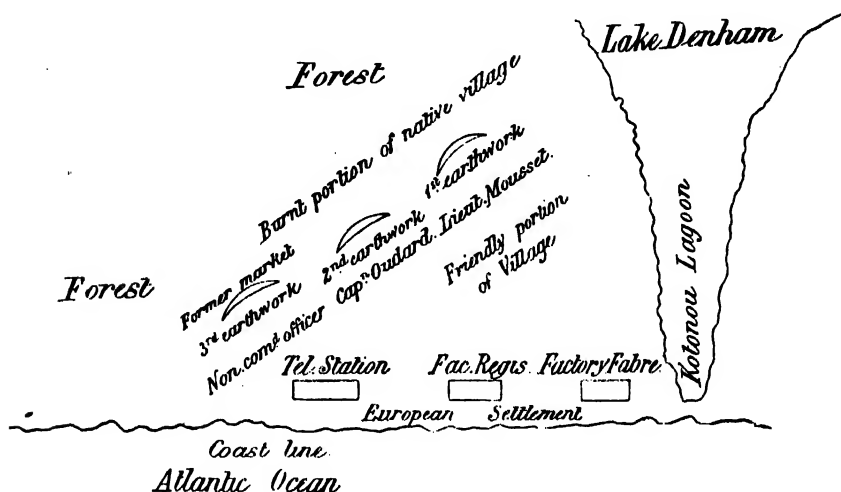 Lake Denham
Forest
Burnt portion of native village
1st earthwork
Lieut. Mousset.
2nd earthwork
Capn. Oudard.
Former market
3rd earthwork
Non. comd. officer
Forest
Friendly portion
of Village
Kotonou Lagoon
Tel. Station
Fac. Regis
Factory Fabre.
European Settlement
Coast line.
Atlantic Ocean